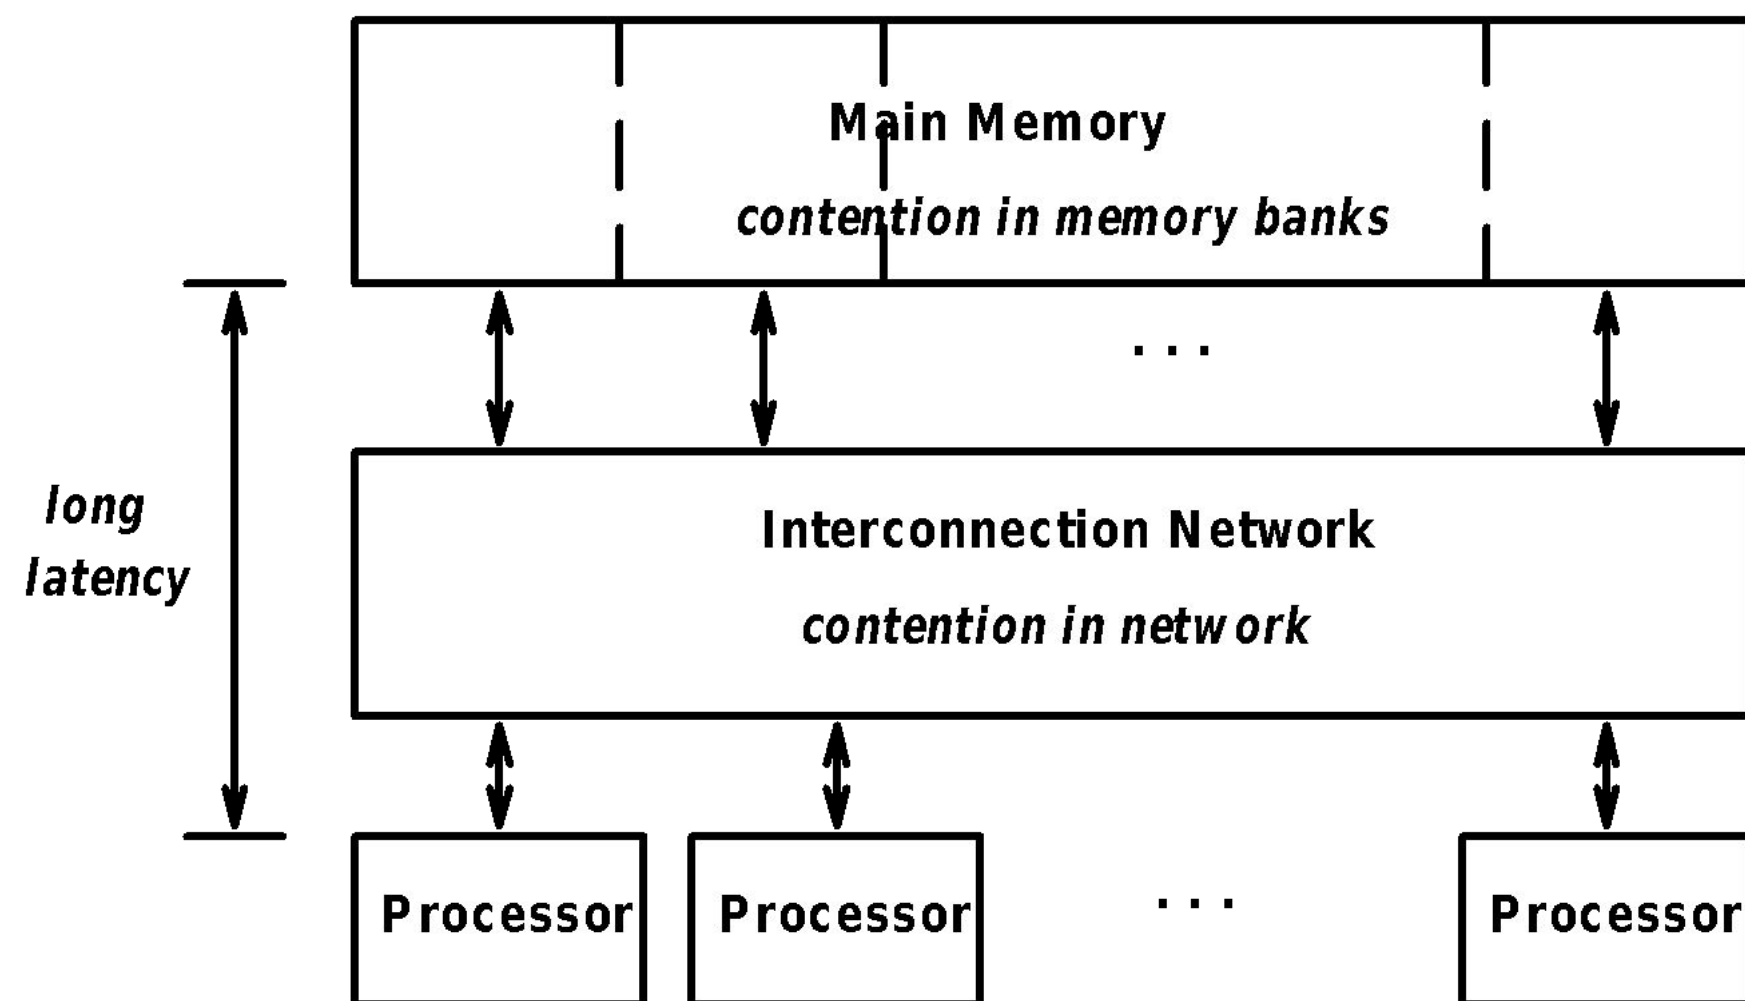 Main Memory
contention in memory banks
. . .
long
latency
Interconnection Network
contention in network
Processor
Processor
. . .
Processor